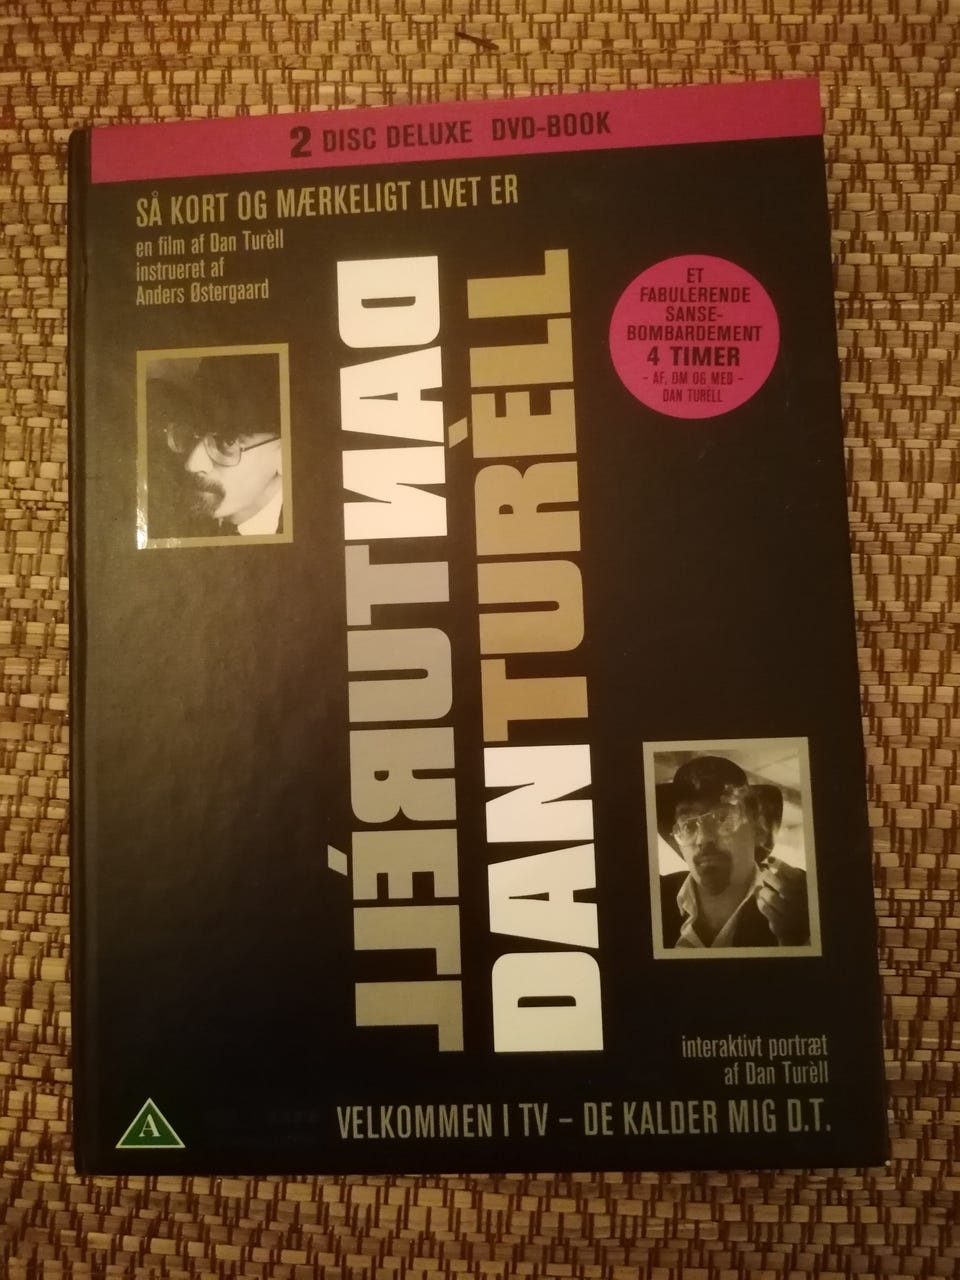 2 DISC DELUXE DVD-BOOK
SÅ KORT OG MÆRKELIGT LIVET ER
en film af Dan Turèll
instrueret af
Anders Østergaard
ET
FABULERENDE
SANSE-
BOMBARDEMENT
4 TIMER
- AF, OM OG MED -
DAN TURÈLL
DAN TURÉLL
DAN TURÉLL
interaktivt portræt
af Dan Turèll
VELKOMMEN I TV – DE KALDER MIG D.T.
A